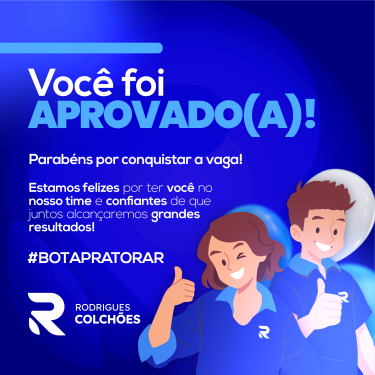 Você foi
APROVADO(A)!
Parabéns por conquistar a vaga!
Estamos felizes por ter você no
nosso time e confiantes de que
juntos alcançaremos grandes
resultados!
#BOTAPRATORAR
RODRIGUES
COLCHÕES